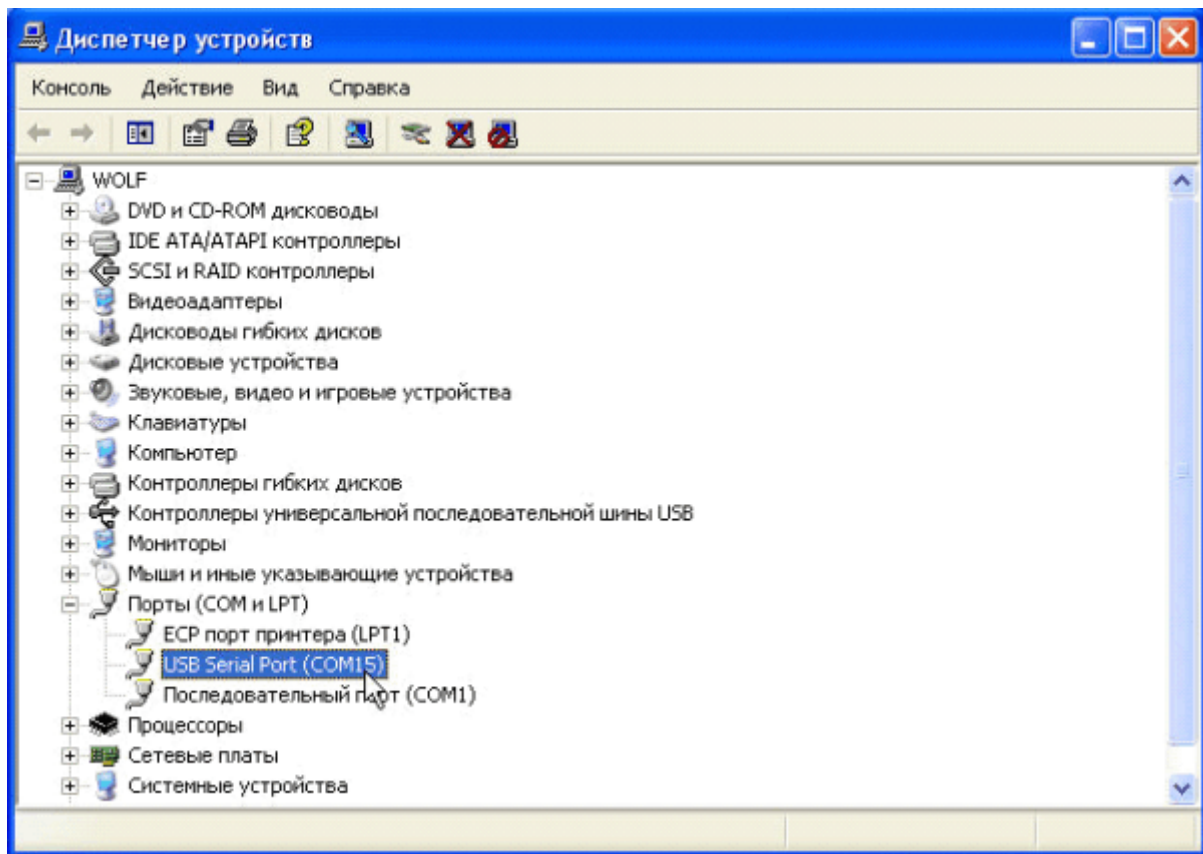 Диспетчер устройств
Консоль Действие Вид Справка
WOLF
DVD и CD-ROM дисководы
IDE ATA/ATAPI контроллеры
SCSI и RAID контроллеры
Видеоадаптеры
Дисководы гибких дисков
Дисковые устройства
Звуковые, видео и игровые устройства
Клавиатуры
Компьютер
Контроллеры гибких дисков
Контроллеры универсальной последовательной шины USB
Мониторы
Мыши и иные указывающие устройства
Порты (COM и LPT)
ECP порт принтера (LPT1)
USB Serial Port (COM15)
Последовательный порт (COM1)
Процессоры
Сетевые платы
Системные устройства